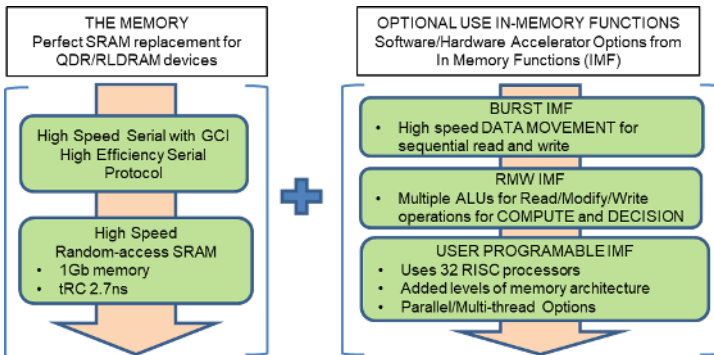 THE MEMORY
Perfect SRAM replacement for
QDR/RLDRAM devices
High Speed Serial with GCI
High Efficiency Serial
Protocol
High Speed
Random-access SRAM
• 1Gb memory
• tRC 2.7ns
OPTIONAL USE IN-MEMORY FUNCTIONS
Software/Hardware Accelerator Options from
In Memory Functions (IMF)
BURST IMF
• High speed DATA MOVEMENT for
sequential read and write
RMW IMF
• Multiple ALUs for Read/Modify/Write
operations for COMPUTE and DECISION
USER PROGRAMABLE IMF
• Uses 32 RISC processors
• Added levels of memory architecture
• Parallel/Multi-thread Options